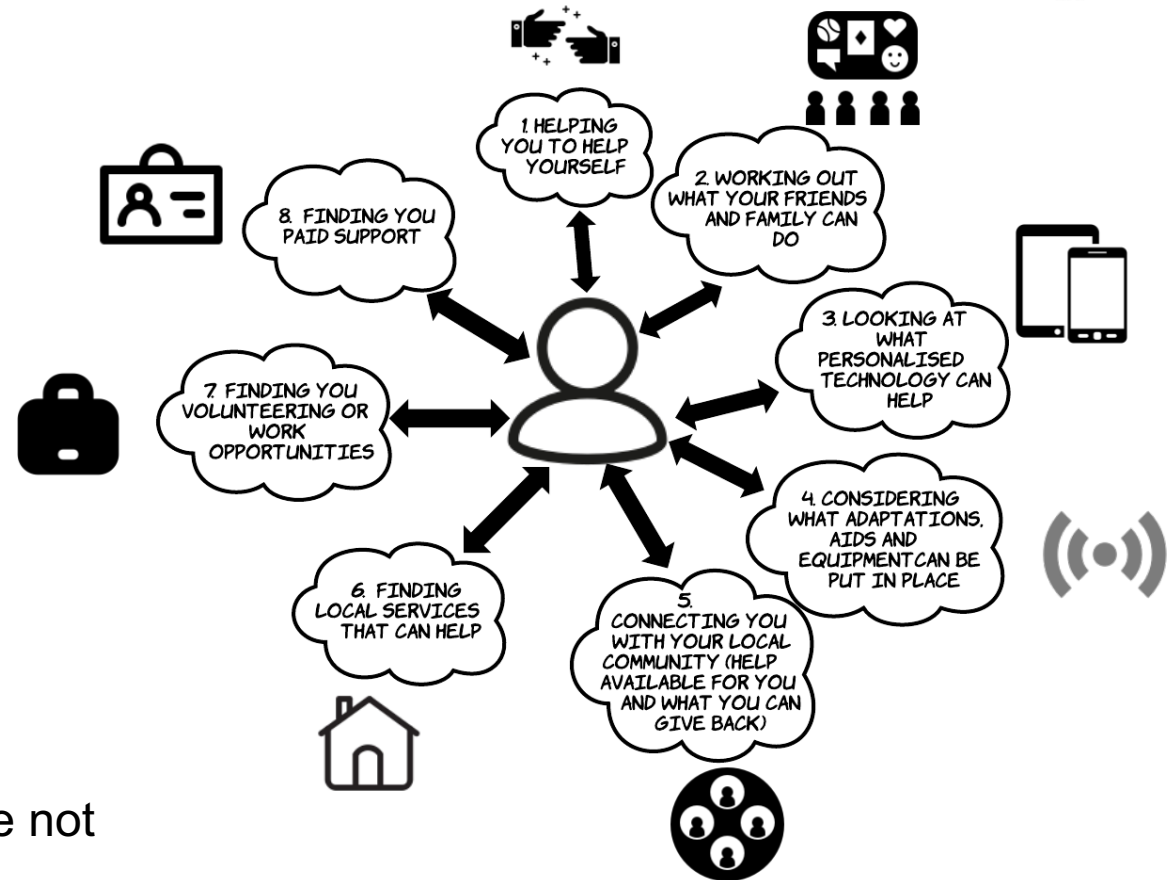 1. HELPING
YOU TO HELP
YOURSELF
2. WORKING OUT
WHAT YOUR FRIENDS
AND FAMILY CAN
DO
3. LOOKING AT
WHAT
PERSONALISED
TECHNOLOGY CAN
HELP
4. CONSIDERING
WHAT ADAPTATIONS,
AIDS AND
EQUIPMENT CAN BE
PUT IN PLACE
5.
CONNECTING YOU
WITH YOUR LOCAL
COMMUNITY (HELP
AVAILABLE FOR YOU
AND WHAT YOU CAN
GIVE BACK)
6. FINDING
LOCAL SERVICES
THAT CAN HELP
7. FINDING YOU
VOLUNTEERING OR
WORK
OPPORTUNITIES
8. FINDING YOU
PAID SUPPORT
e not